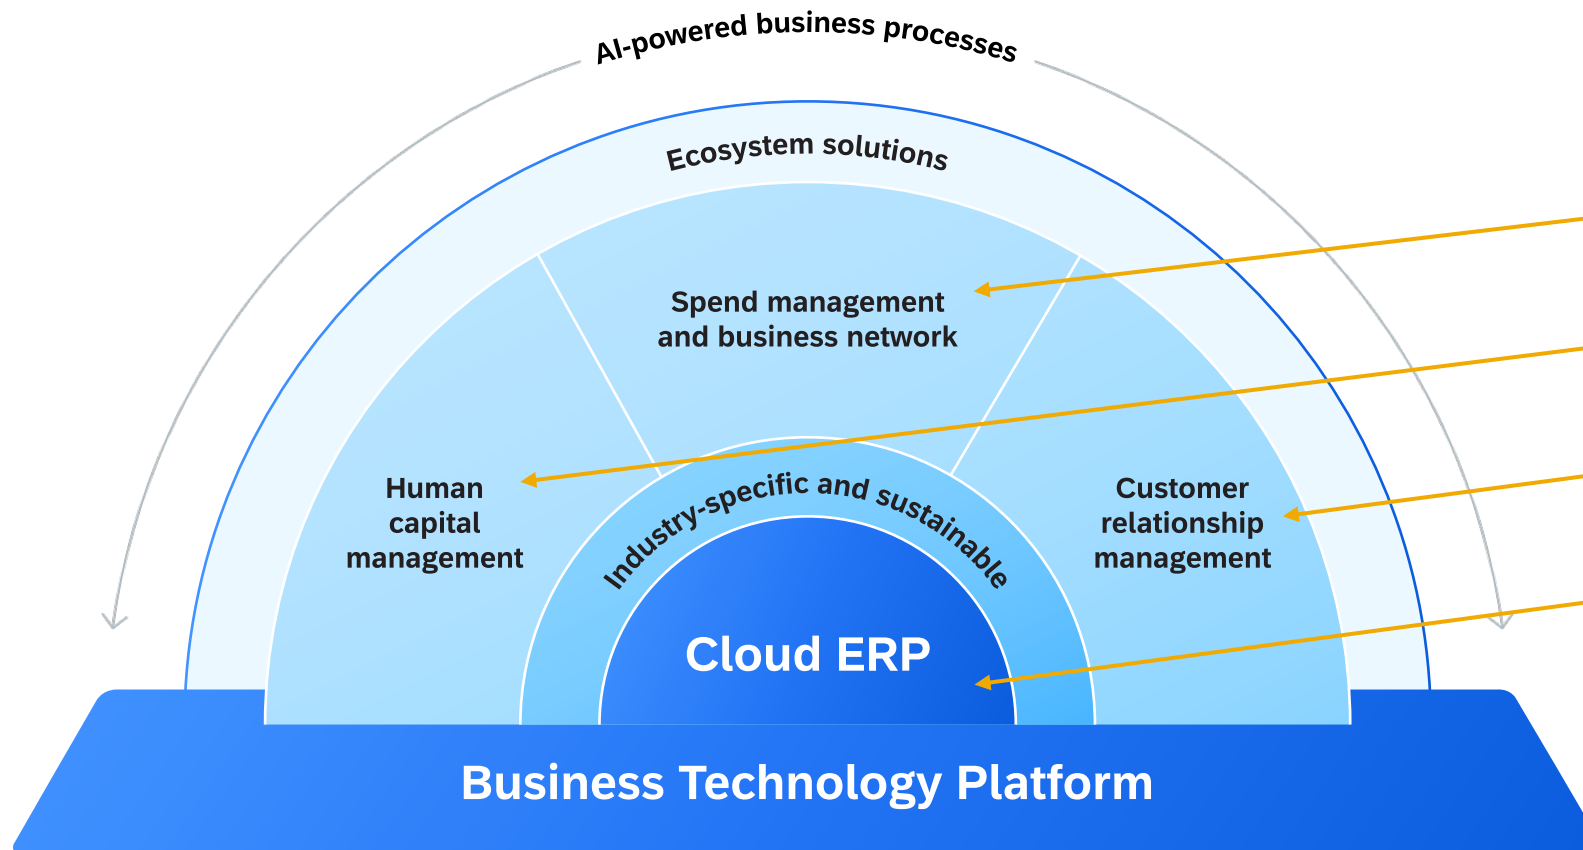 AI-powered business processes
Ecosystem solutions
Spend management
and business network
Human
capital
management
Customer
relationship
management
Industry-specific and sustainable
Cloud ERP
Business Technology Platform